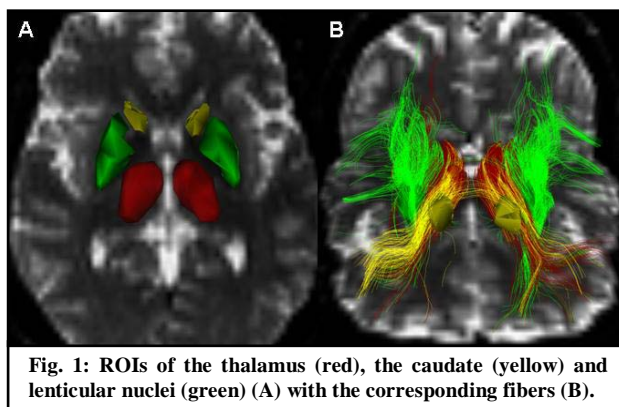 A
B
Fig. 1: ROIs of the thalamus (red), the caudate (yellow) and
lenticular nuclei (green) (A) with the corresponding fibers (B).